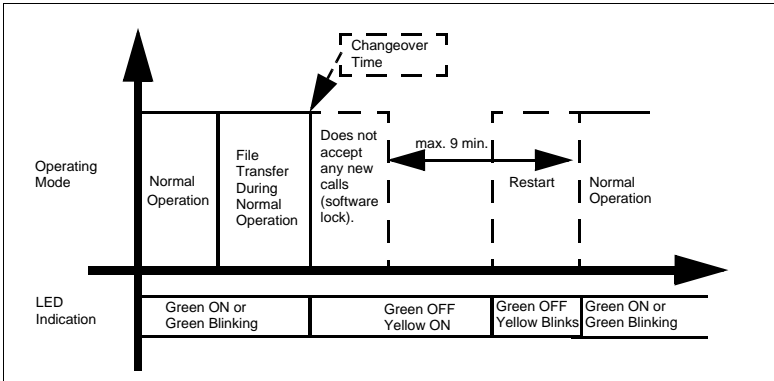 Changeover
Time
Operating
Mode
Normal
Operation
File
Transfer
During
Normal
Operation
Does not
accept
any new
calls
(software
lock).
max. 9 min.
Restart
Normal
Operation
LED
Indication
Green ON or
Green Blinking
Green OFF
Yellow ON
Green OFF
Yellow Blinks
Green ON or
Green Blinking